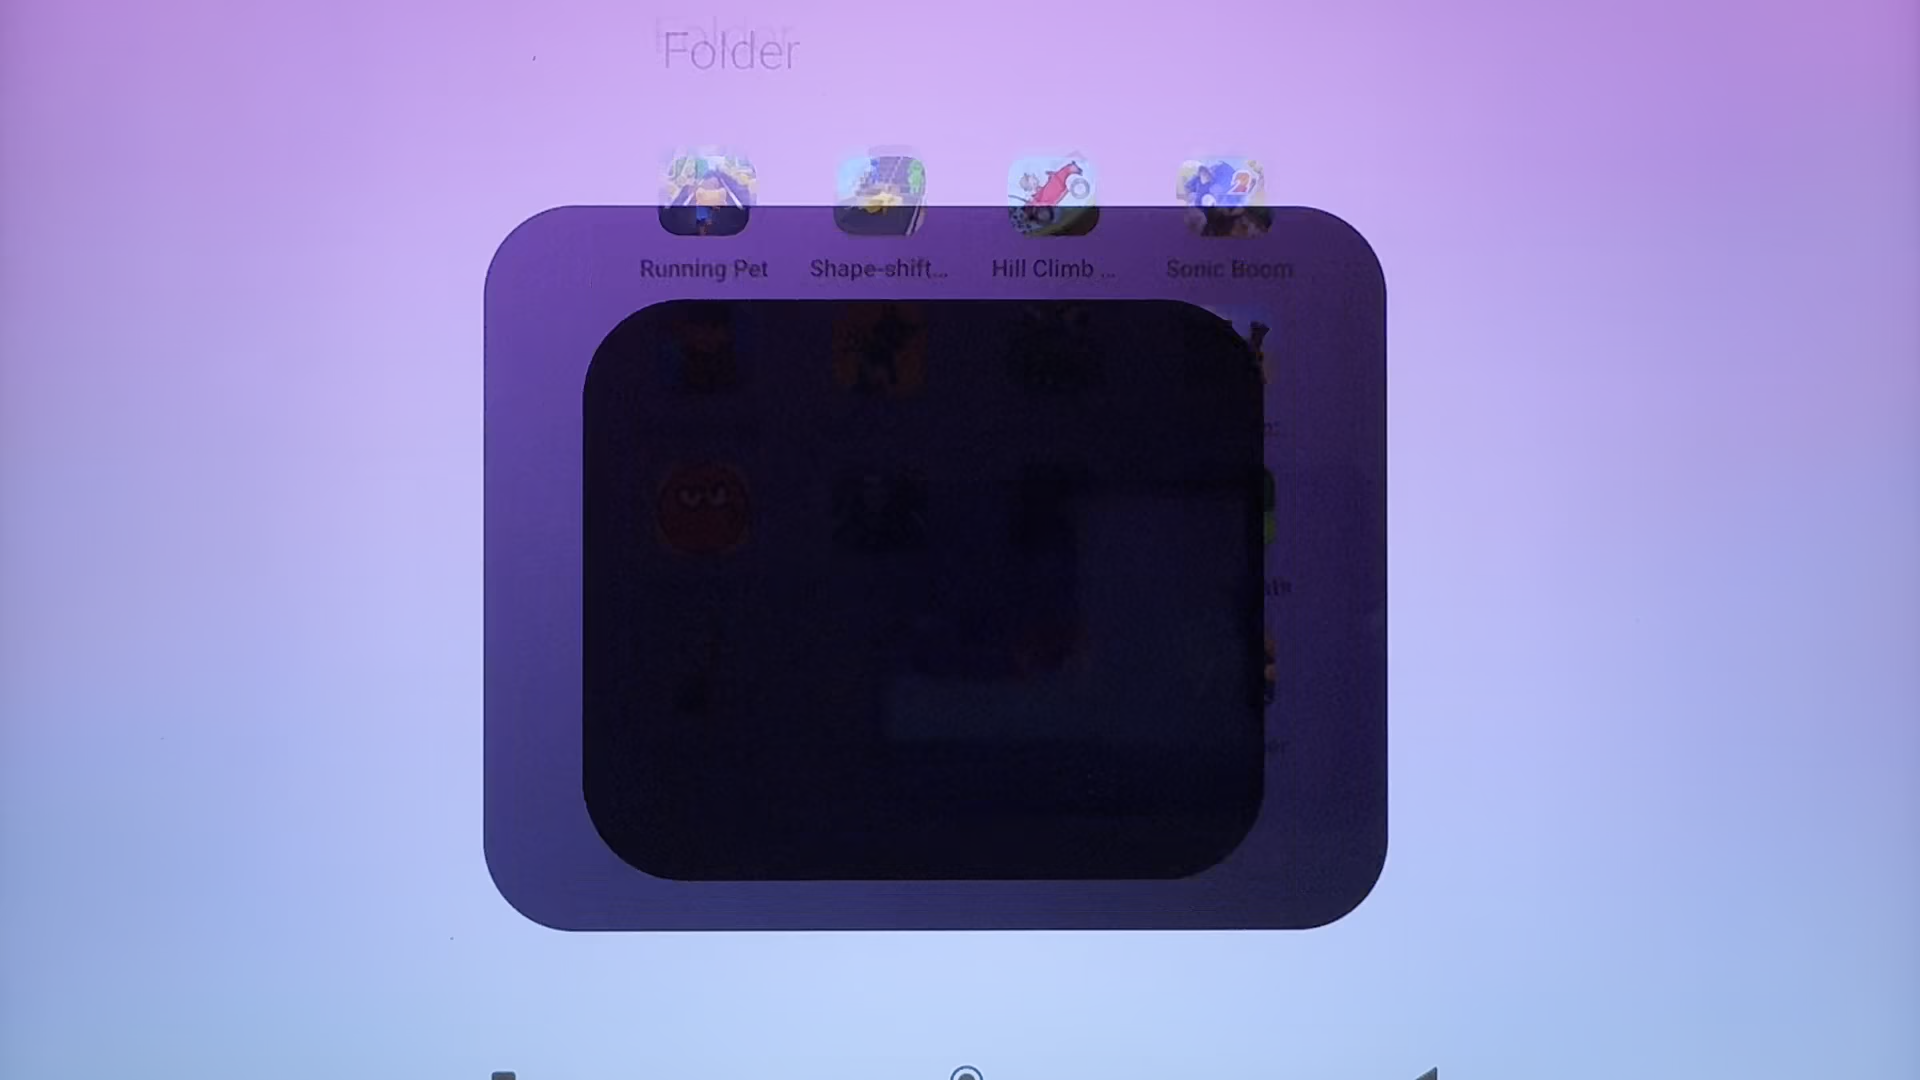 Folder
Running Pet
Shape-shift...
Hill Climb ...
Sonic Boom